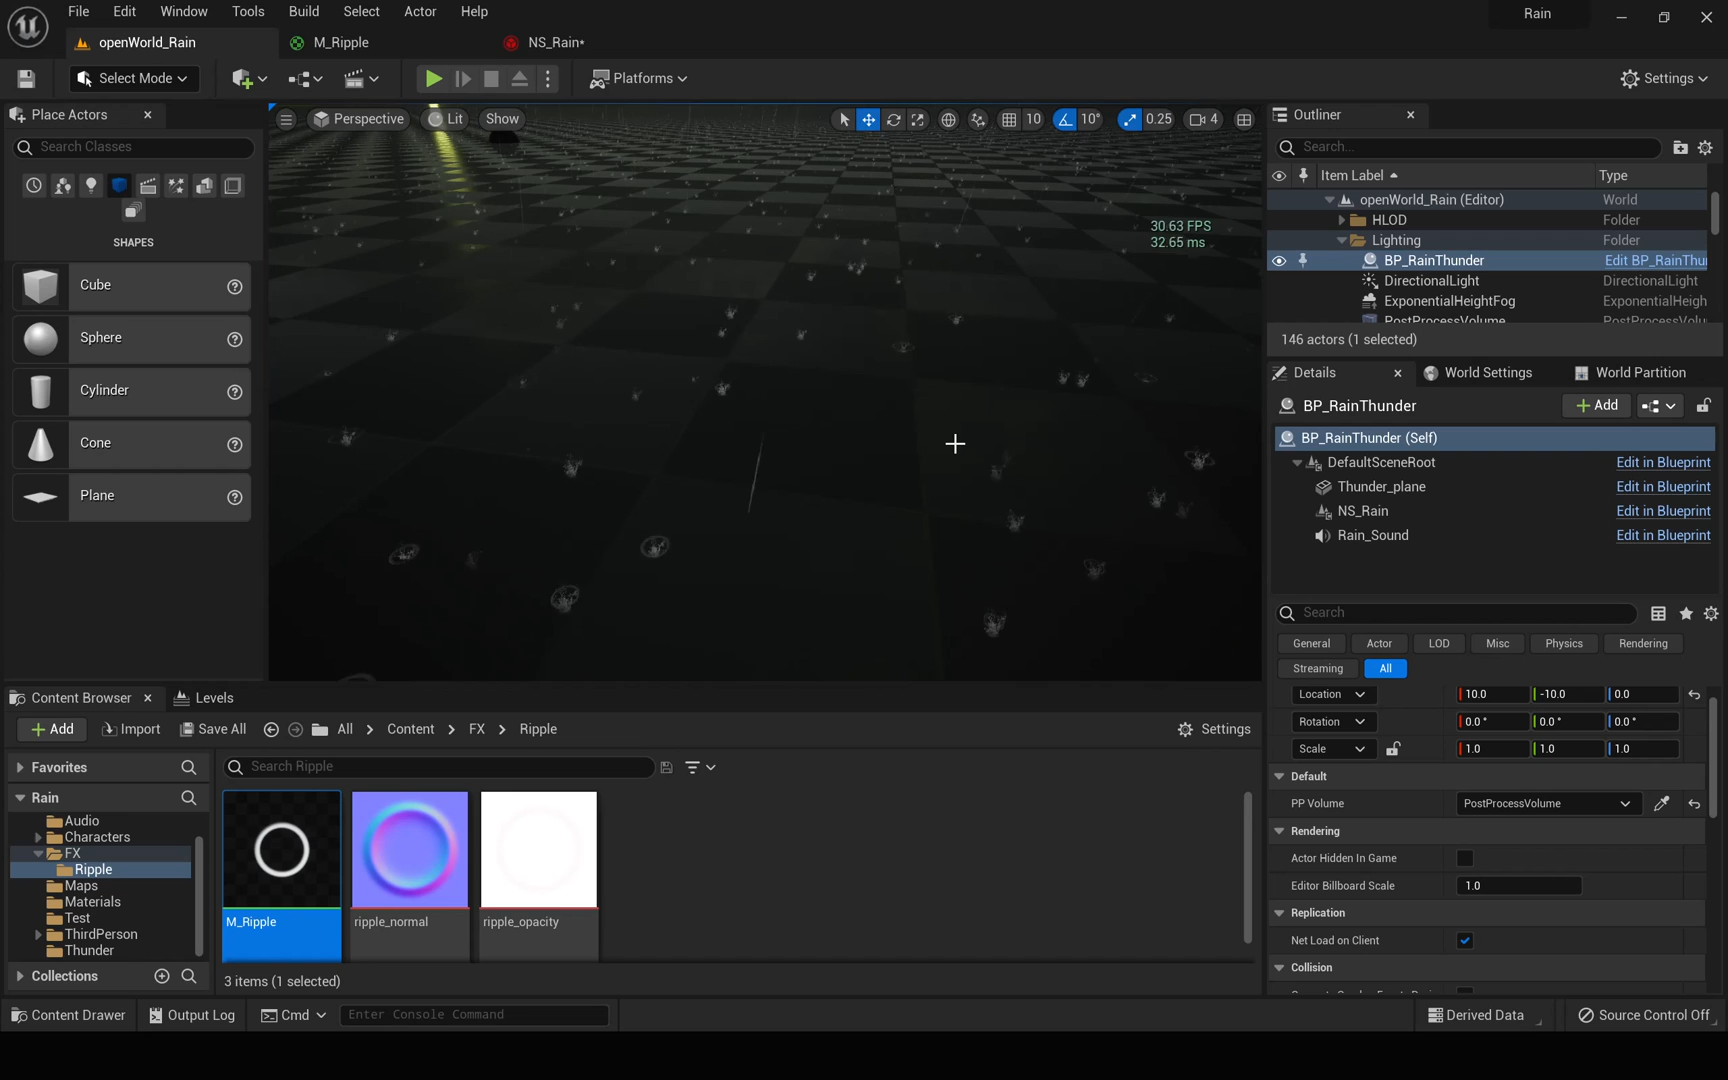 File Edit Window Tools Build Select Actor Help
Rain
openWorld_Rain
M_Ripple
NS_Rain*
Select Mode
Platforms
Settings
Place Actors
Search Classes
SHAPES
Cube
Sphere
Cylinder
Cone
Plane
Perspective
Lit
Show
10
10°
0.25
4
30.63 FPS
32.65 ms
Outliner
Search...
Item Label
Type
openWorld_Rain (Editor)
World
HLOD
Folder
Lighting
Folder
BP_RainThunder
Edit BP_RainThu
DirectionalLight
DirectionalLight
ExponentialHeightFog
ExponentialHeigh
PostProcessVolume
PostProcessVolu
146 actors (1 selected)
Details
World Settings
World Partition
BP_RainThunder
Add
BP_RainThunder (Self)
DefaultSceneRoot
Edit in Blueprint
Thunder_plane
Edit in Blueprint
NS_Rain
Edit in Blueprint
Rain_Sound
Edit in Blueprint
Search
General
Actor
LOD
Misc
Physics
Rendering
Streaming
All
Location
10.0
-10.0
0.0
Rotation
0.0°
0.0°
0.0°
Scale
1.0
1.0
1.0
Default
PP Volume
PostProcessVolume
Rendering
Actor Hidden In Game
Editor Billboard Scale
1.0
Replication
Net Load on Client
Collision
Content Browser
Levels
Add
Import
Save All
All
Content
FX
Ripple
Settings
Favorites
Rain
Audio
Characters
FX
Ripple
Maps
Materials
Test
ThirdPerson
Thunder
Collections
Search Ripple
M_Ripple
ripple_normal
ripple_opacity
3 items (1 selected)
Content Drawer
Output Log
Cmd
Enter Console Command
Derived Data
Source Control Off